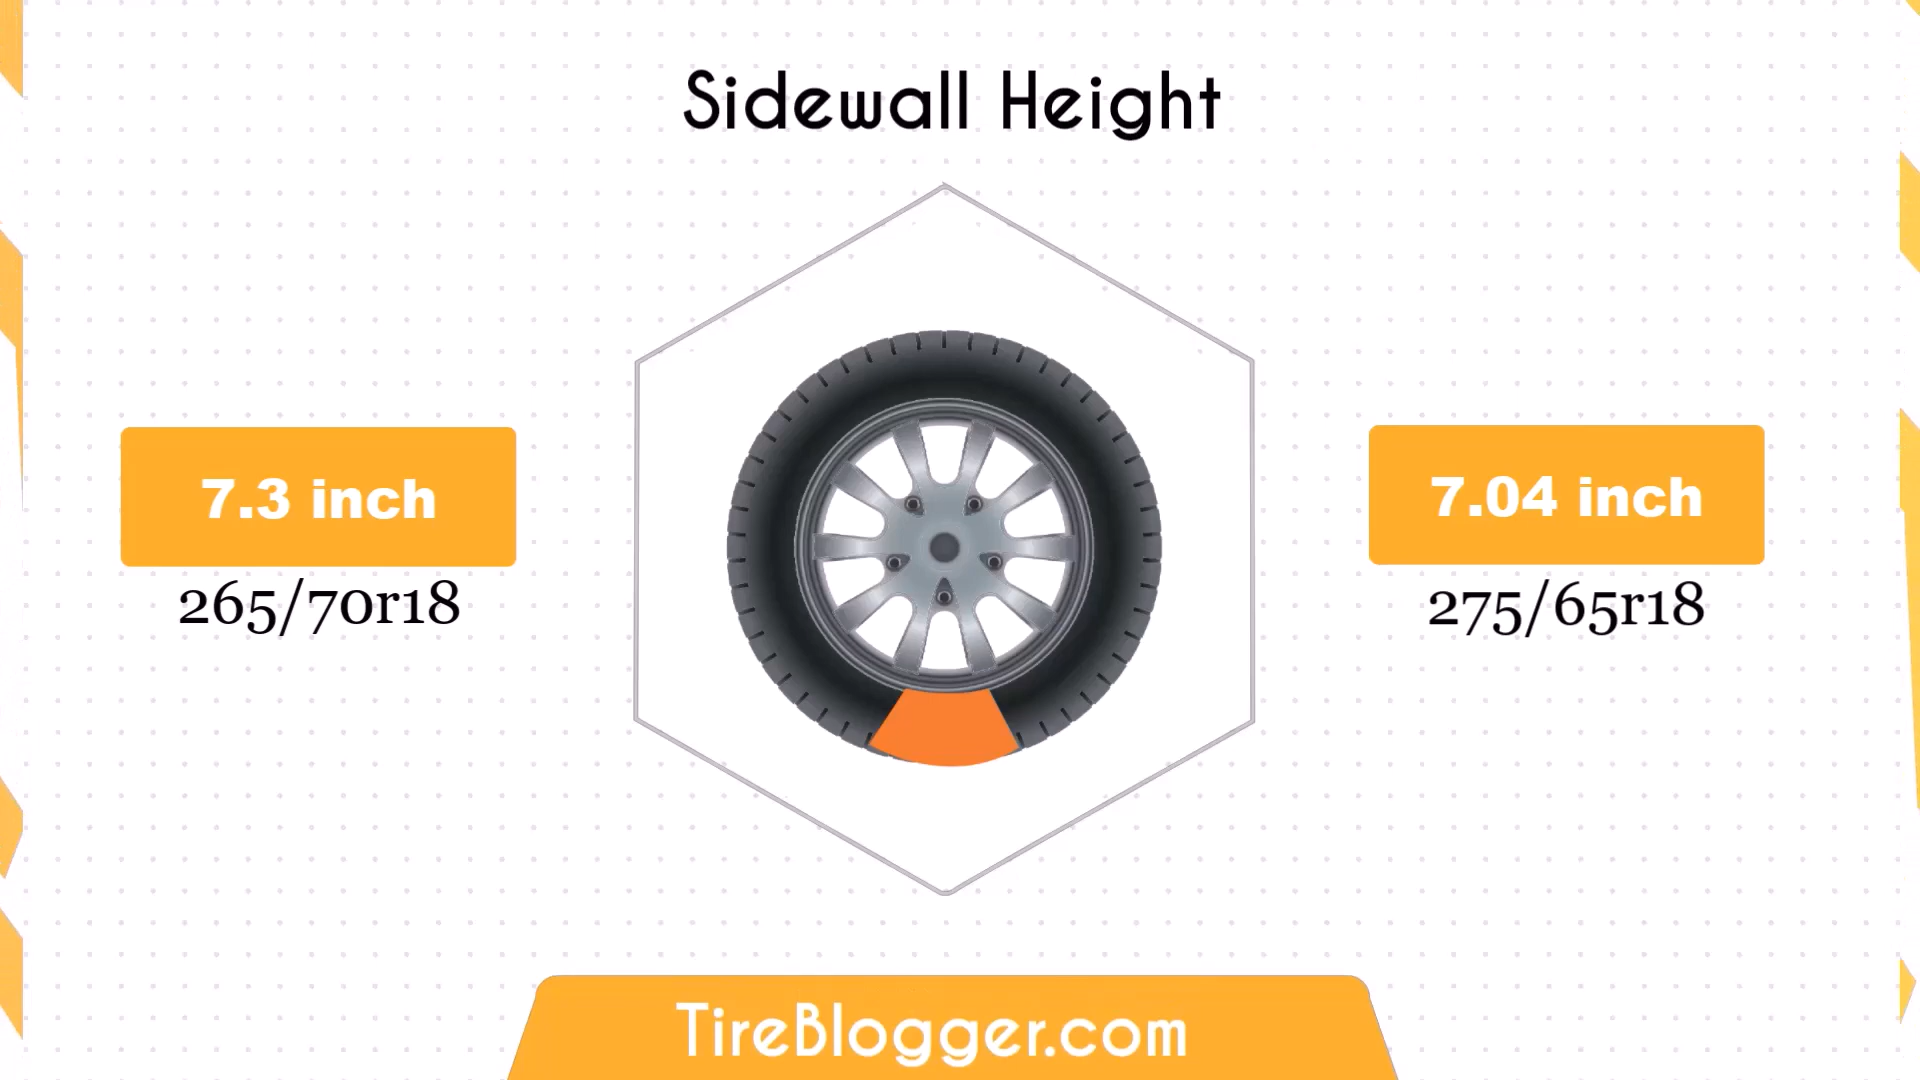 Sidewall Height
7.3 inch
265/70r18
7.04 inch
275/65r18
TireBlogger.com